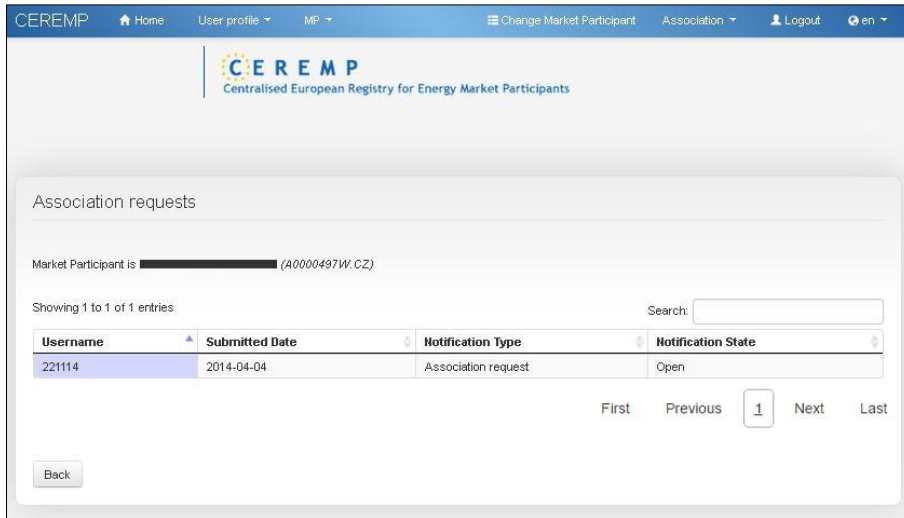 CEREMP Home User profile MP Change Market Participant Association Logout en
CEREMP
Centralised European Registry for Energy Market Participants
Association requests
Market Participant is (A0000497W.CZ)
Showing 1 to 1 of 1 entries Search:
Username Submitted Date Notification Type Notification State
221114 2014-04-04 Association request Open
First Previous 1 Next Last
Back